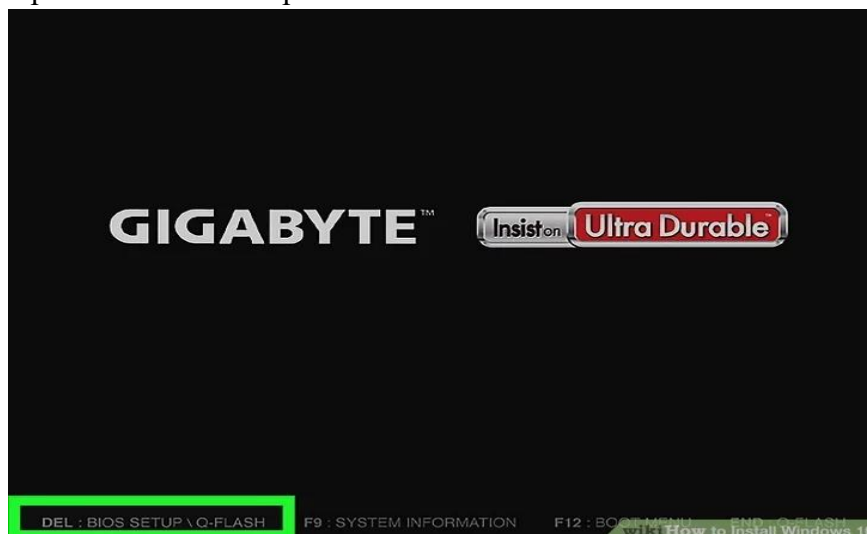 GIGABYTE™
Insist on Ultra Durable™
DEL : BIOS SETUP \ Q-FLASH F9 : SYSTEM INFORMATION F12 : BOOT MENU END : Q-FLASH
wikiHow to Install Windows